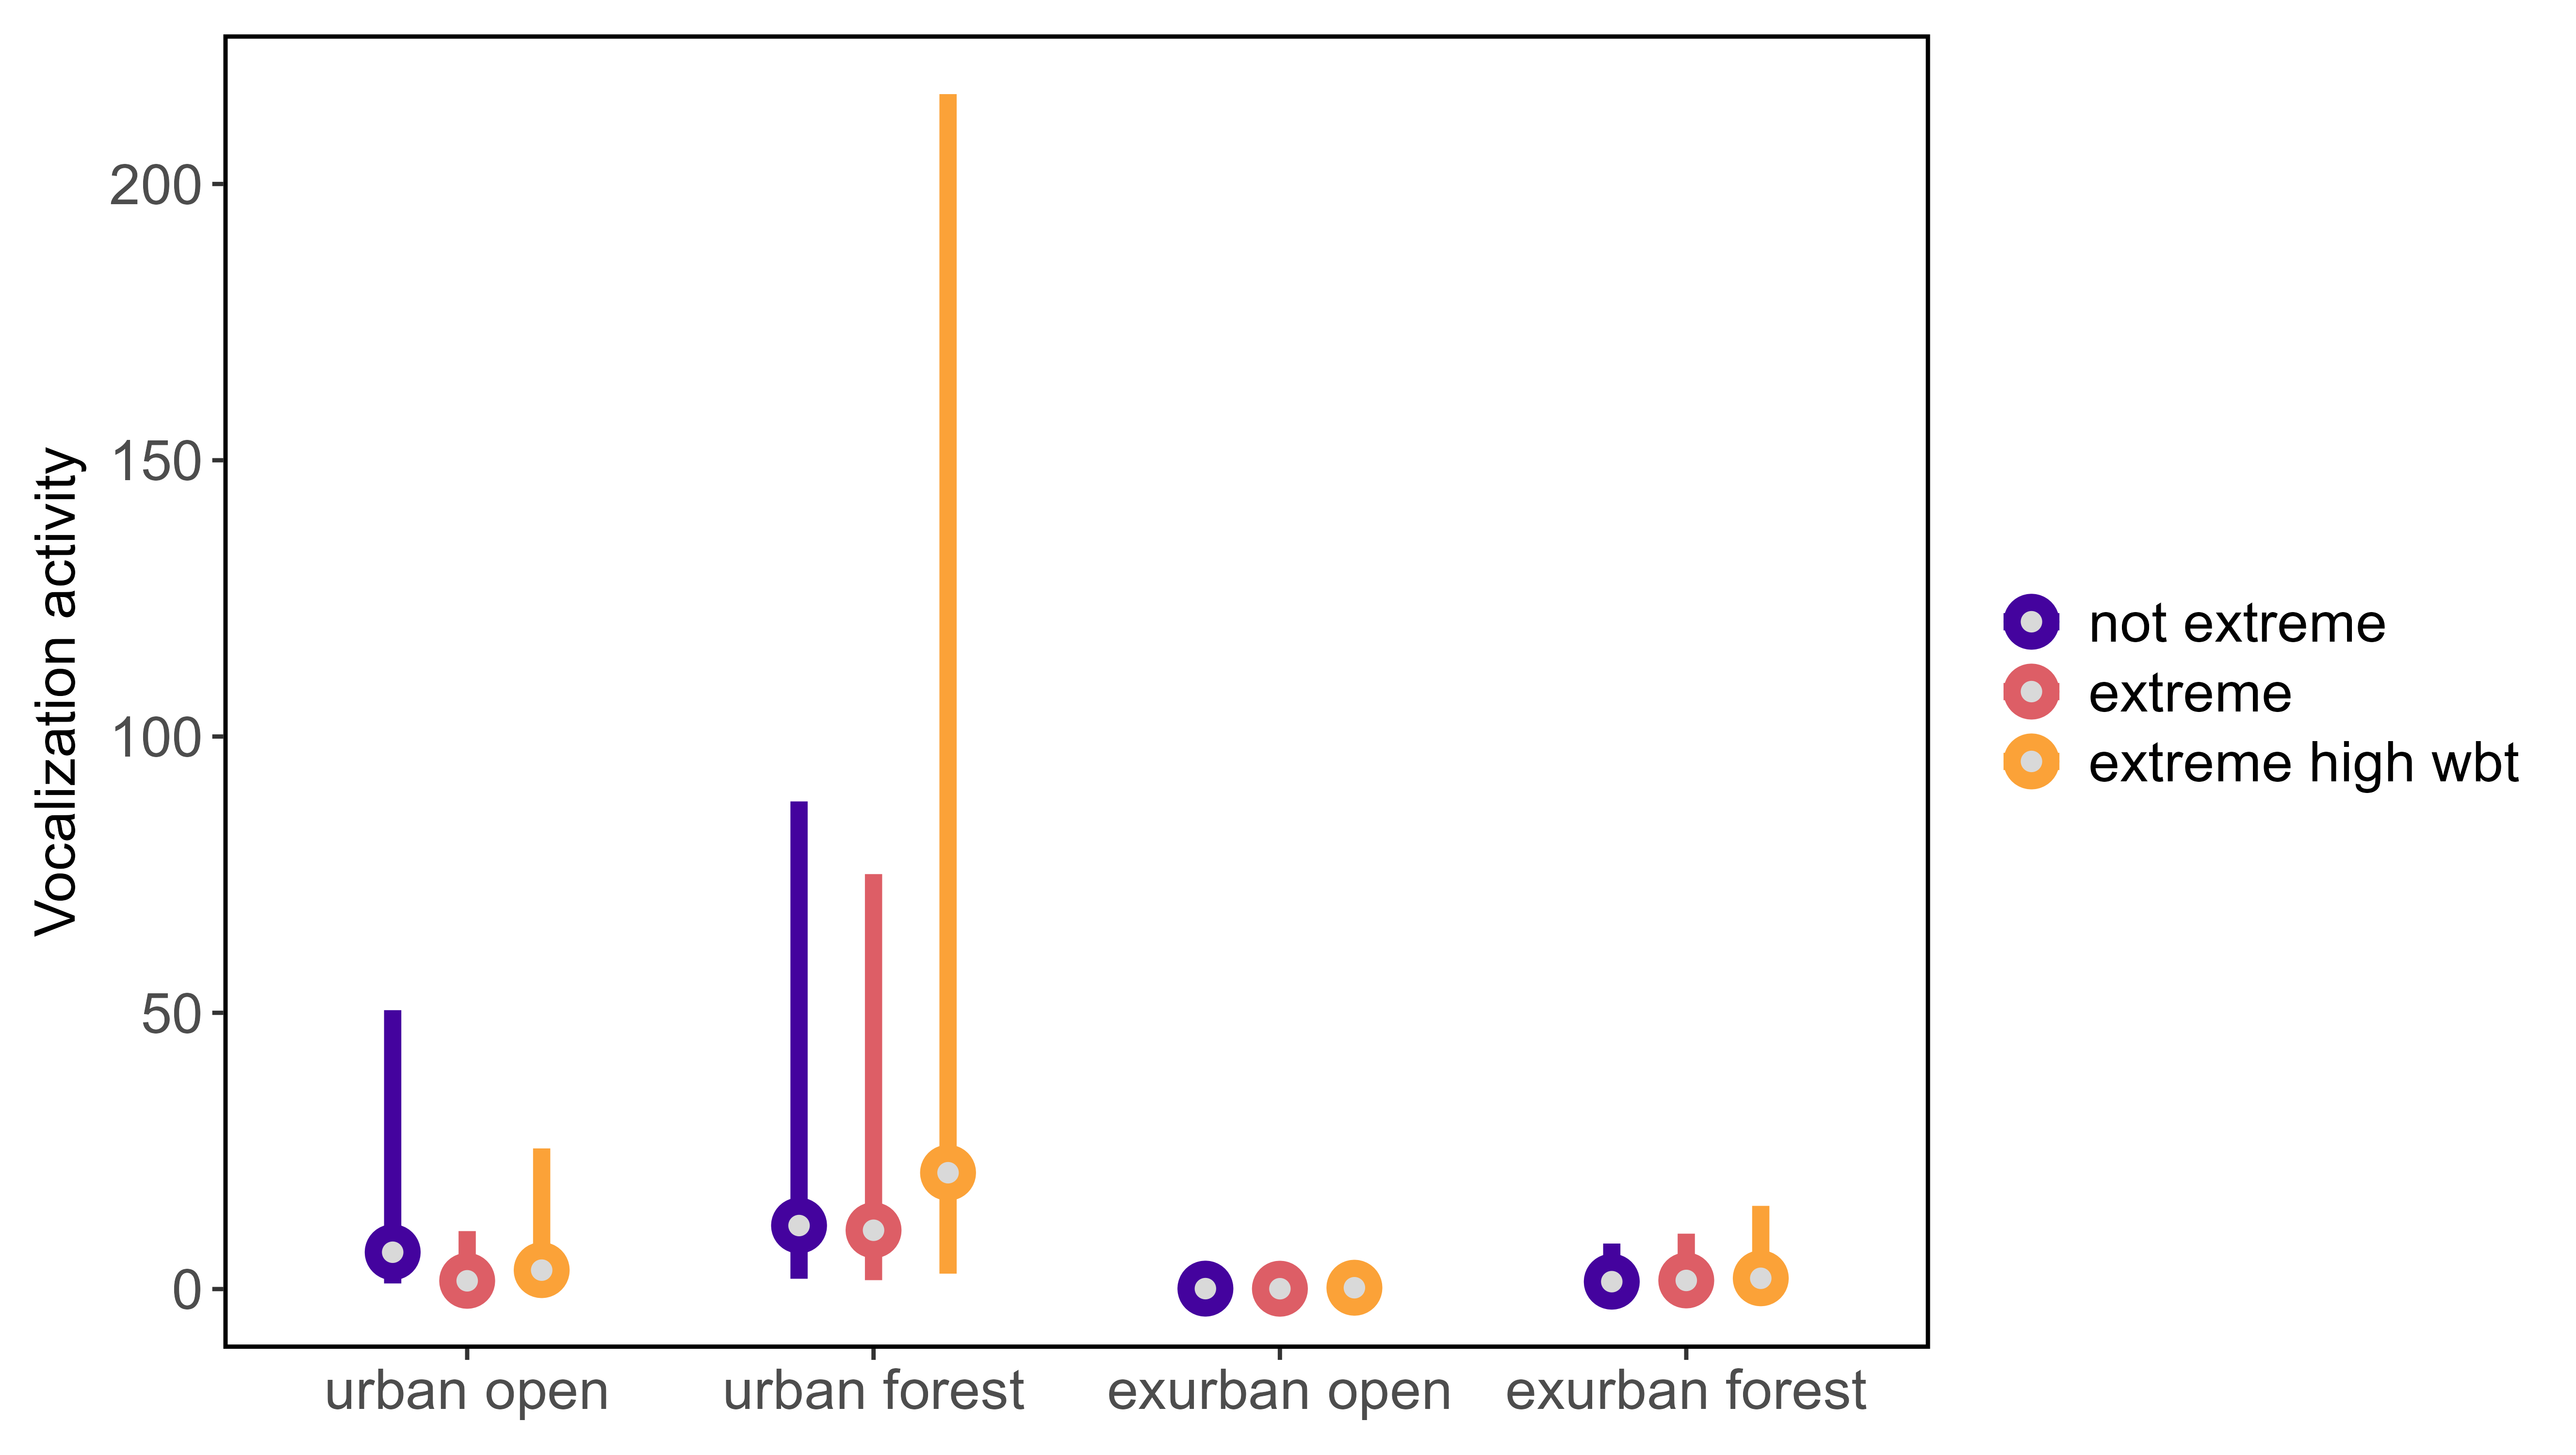 Vocalization activity
200
150
100
50
0
urban open
urban forest
exurban open
exurban forest
not extreme
extreme
extreme high wbt